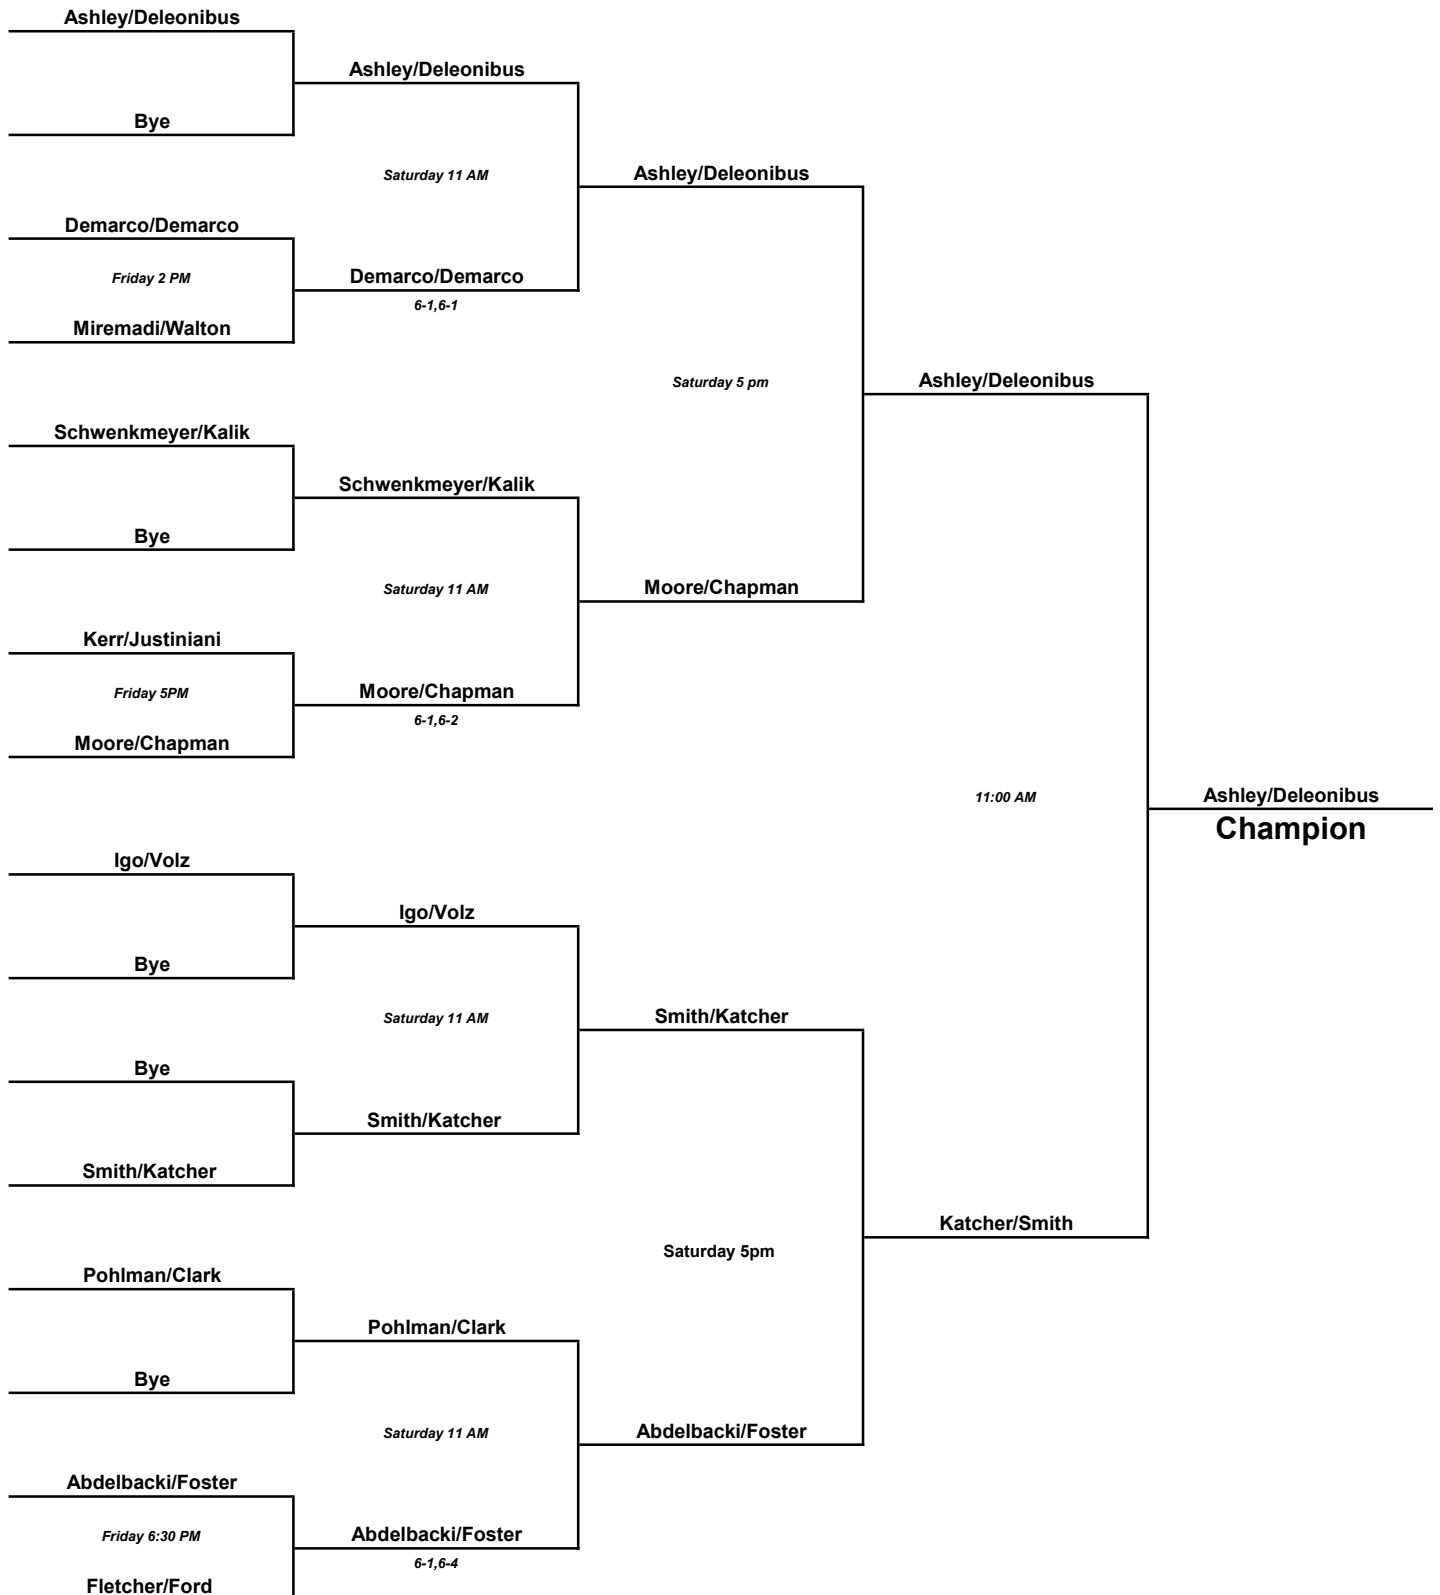 Ashley/Deleonibus
Ashley/Deleonibus
Bye
Saturday 11 AM
Ashley/Deleonibus
Demarco/Demarco
Friday 2 PM
Demarco/Demarco
6-1,6-1
Miremadi/Walton
Saturday 5 pm
Ashley/Deleonibus
Schwenkmeyer/Kalik
Schwenkmeyer/Kalik
Bye
Saturday 11 AM
Moore/Chapman
Kerr/Justiniani
Friday 5PM
Moore/Chapman
6-1,6-2
Moore/Chapman
11:00 AM
Ashley/Deleonibus
Champion
Igo/Volz
Igo/Volz
Bye
Saturday 11 AM
Smith/Katcher
Bye
Smith/Katcher
Smith/Katcher
Katcher/Smith
Saturday 5pm
Pohlman/Clark
Pohlman/Clark
Bye
Saturday 11 AM
Abdelbacki/Foster
Abdelbacki/Foster
Friday 6:30 PM
Abdelbacki/Foster
6-1,6-4
Fletcher/Ford